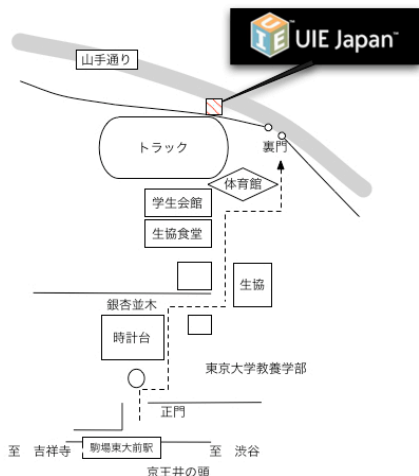 UIE
UIE Japan™
山手通り
裏門
トラック
体育館
学生会館
生協食堂
生協
銀杏並木
時計台
東京大学教養学部
正門
至 吉祥寺
駒場東大前駅
至 渋谷
京王井の頭